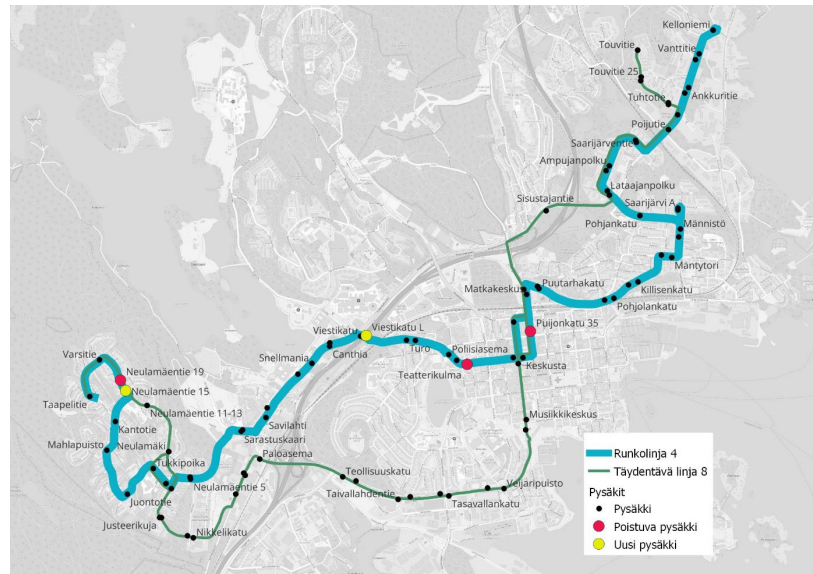 Kelloniemi
Touvitie
Vanttitie
Touvitie 25
Ankkuritie
Tuhtotie
Poijutie
Saarijärventie
Ampujanpolku
Lataajanpolku
Saarijärvi A
Sisustajantie
Pohjankatu
Männistö
Mäntytori
Matkakeskus
Puutarhakatu
Killisenkatu
Pohjolankatu
Viestikatu
Viestikatu L
Puijonkatu 35
Canthia
Turo
Poliisiasema
Snellmania
Teatterikulma
Keskusta
Varsitie
Neulamäentie 19
Neulamäentie 15
Taapelitie
Neulamäentie 11-13
Musiikkikeskus
Kantotie
Savilahti
Mahlapuisto
Neulamäki
Sarastuskaari
Paloasema
Tukkipoika
Teollisuuskatu
Neulamäentie 5
Veljaripuisto
Juontotie
Taivallahdentie
Tasavallankatu
Justeerikuja
Nikkelikatu
Runkolinja 4
Täydentävä linja 8
Pysäkit
Pysäkki
Poistuva pysäkki
Uusi pysäkki